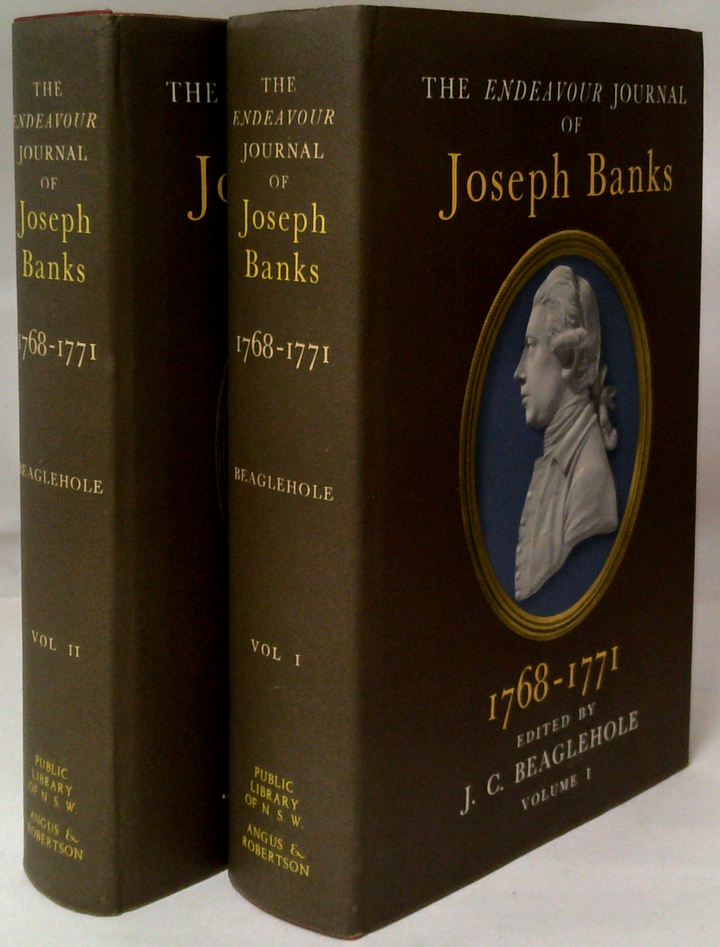 THE
ENDEAVOUR
JOURNAL
OF
Joseph
Banks
1768-1771
BEAGLEHOLE
VOL II
PUBLIC
LIBRARY
OF N. S. W.
ANGUS &
ROBERTSON
THE
Jo
THE
ENDEAVOUR
JOURNAL
OF
Joseph
Banks
1768-1771
BEAGLEHOLE
VOL I
PUBLIC
LIBRARY
OF N. S. W.
ANGUS &
ROBERTSON
THE ENDEAVOUR JOURNAL
OF
Joseph Banks
1768-1771
EDITED BY
J. C. BEAGLEHOLE
VOLUME I